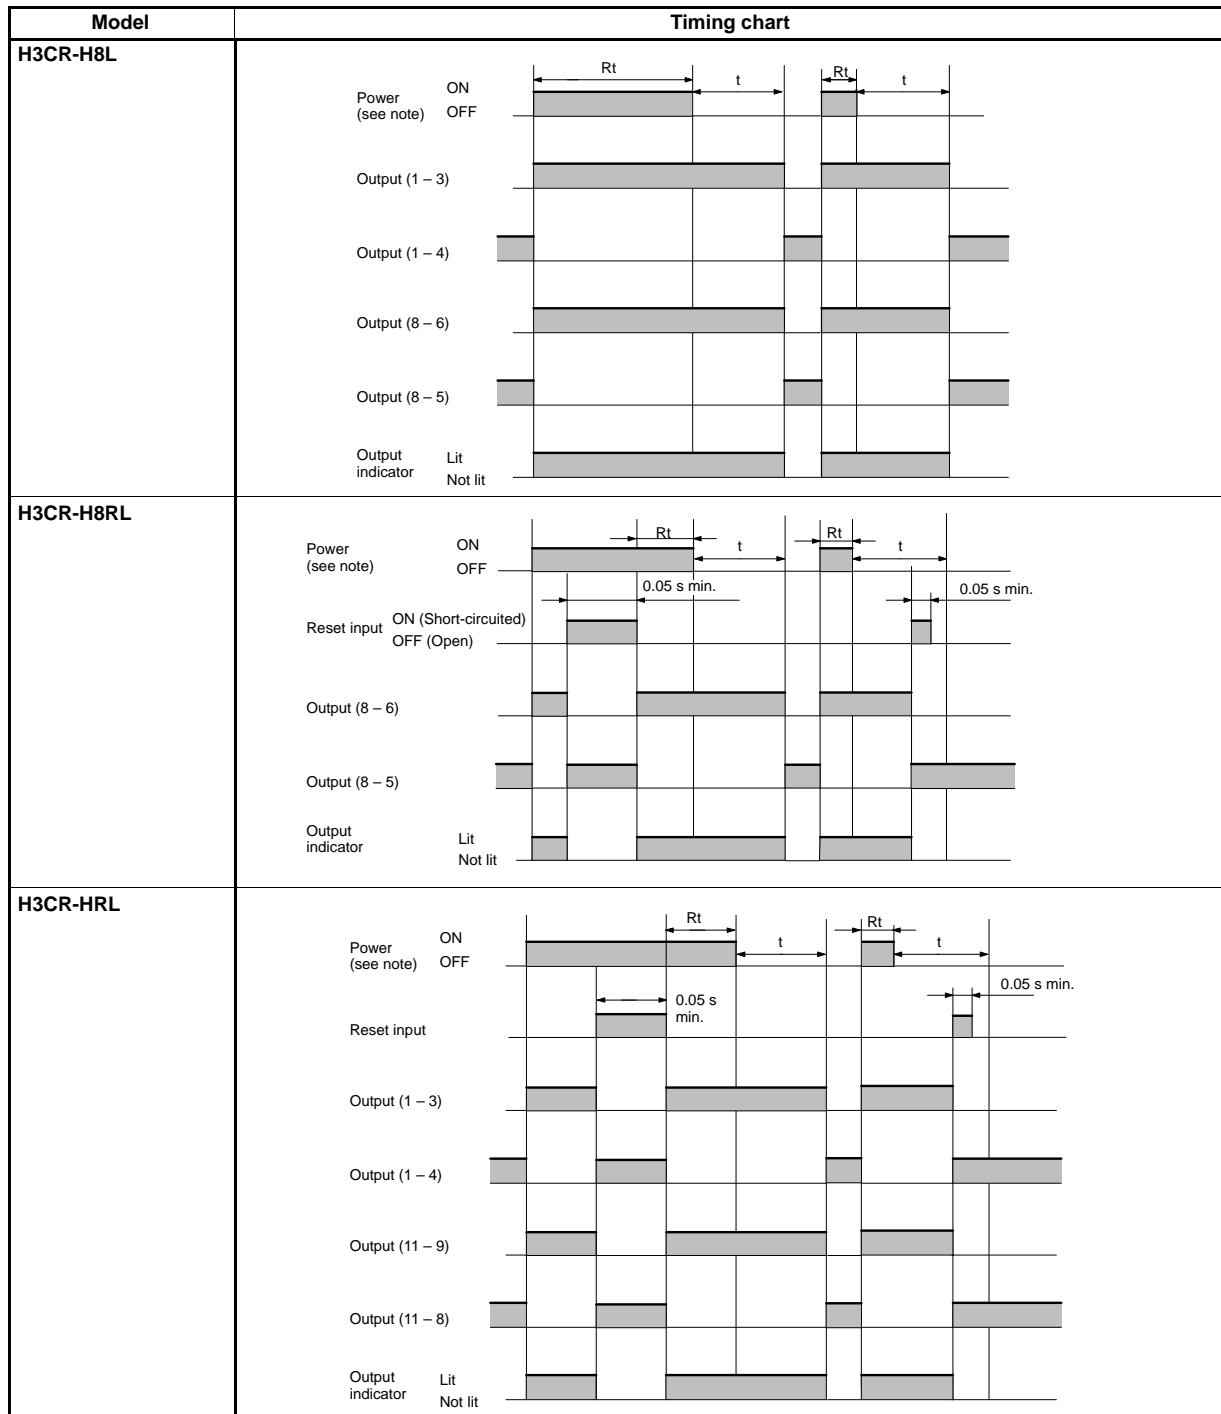 Model Timing chart
H3CR-H8L
Rt t Rt t
Power
(see note)
ON
OFF
Output (1 – 3)
Output (1 – 4)
Output (8 – 6)
Output (8 – 5)
Output
indicator
Lit
Not lit
H3CR-H8RL
Rt t Rt t
Power
(see note)
ON
OFF
0.05 s min.
0.05 s min.
Reset input
ON (Short-circuited)
OFF (Open)
Output (8 – 6)
Output (8 – 5)
Output
indicator
Lit
Not lit
H3CR-HRL
Rt t Rt t
Power
(see note)
ON
OFF
0.05 s
min.
0.05 s min.
Reset input
Output (1 – 3)
Output (1 – 4)
Output (11 – 9)
Output (11 – 8)
Output
indicator
Lit
Not lit